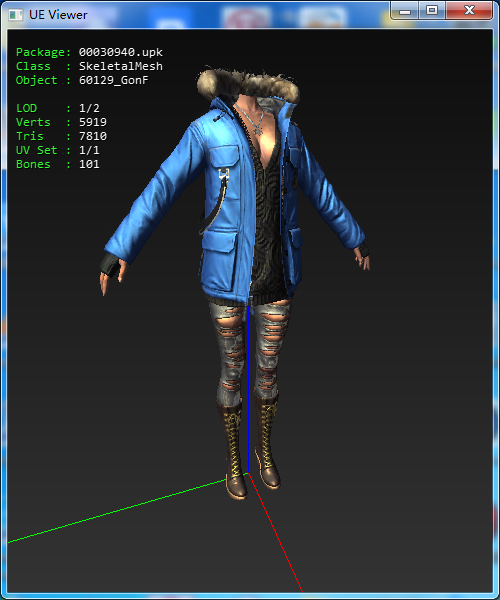 UE Viewer
Package: 00030940.upk
Class : SkeletalMesh
Object : 60129_GonF
LOD : 1/2
Verts : 5919
Tris : 7810
UV Set : 1/1
Bones : 101